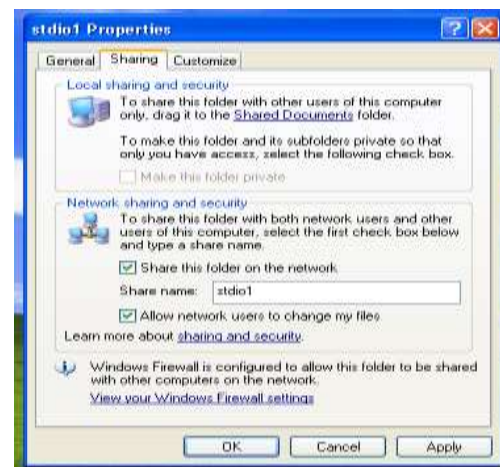 stdio1 Properties
General Sharing Customize
Local sharing and security
To share this folder with other users of this computer
only, drag it to the Shared Documents folder.
To make this folder and its subfolders private so that
only you have access, select the following check box.
Make this folder private
Network sharing and security
To share this folder with both network users and other
users of this computer, select the first check box below
and type a share name.
Share this folder on the network
Share name: stdio1
Allow network users to change my files
Learn more about sharing and security.
Windows Firewall is configured to allow this folder to be shared
with other computers on the network.
View your Windows Firewall settings
OK Cancel Apply